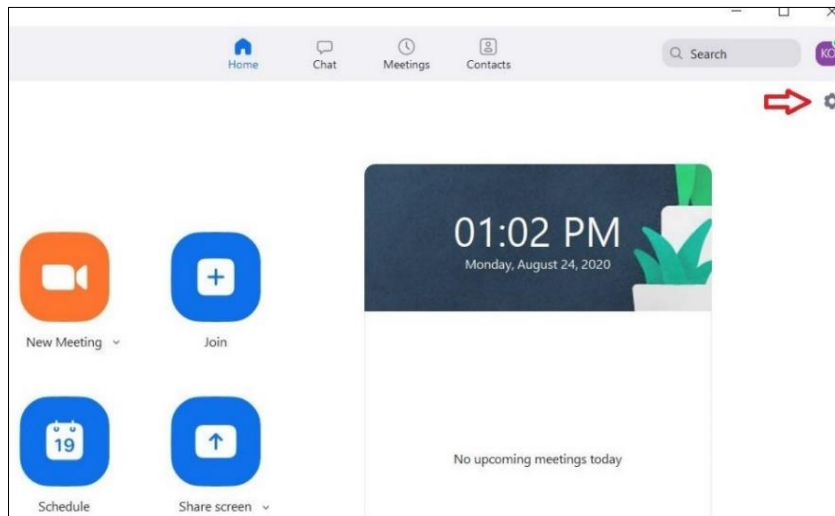 Home
Chat
Meetings
Contacts
Search
KO
01:02 PM
Monday, August 24, 2020
New Meeting
Join
19
Schedule
Share screen
No upcoming meetings today